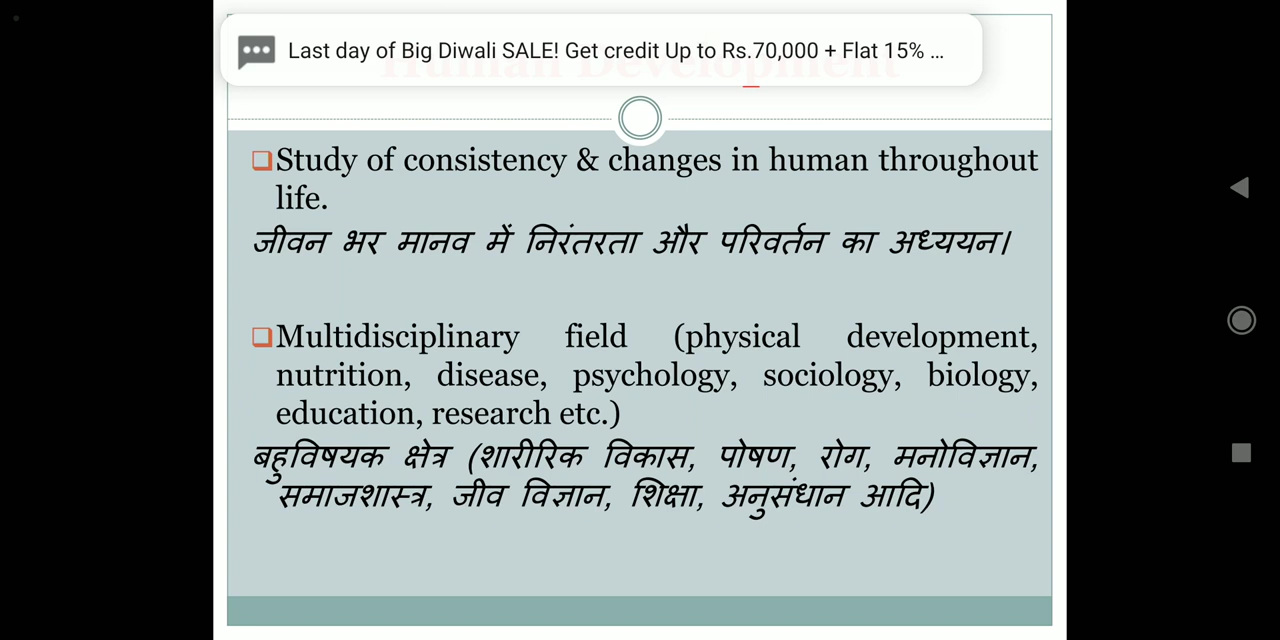 Last day of Big Diwali SALE! Get credit Up to Rs.70,000 + Flat 15% ...
Human Development
❑Study of consistency & changes in human throughout
life.
जीवन भर मानव में निरंतरता और परिवर्तन का अध्ययन।
❑Multidisciplinary field (physical development,
nutrition, disease, psychology, sociology, biology,
education, research etc.)
बहुविषयक क्षेत्र (शारीरिक विकास, पोषण, रोग, मनोविज्ञान,
समाजशास्त्र, जीव विज्ञान, शिक्षा, अनुसंधान आदि)